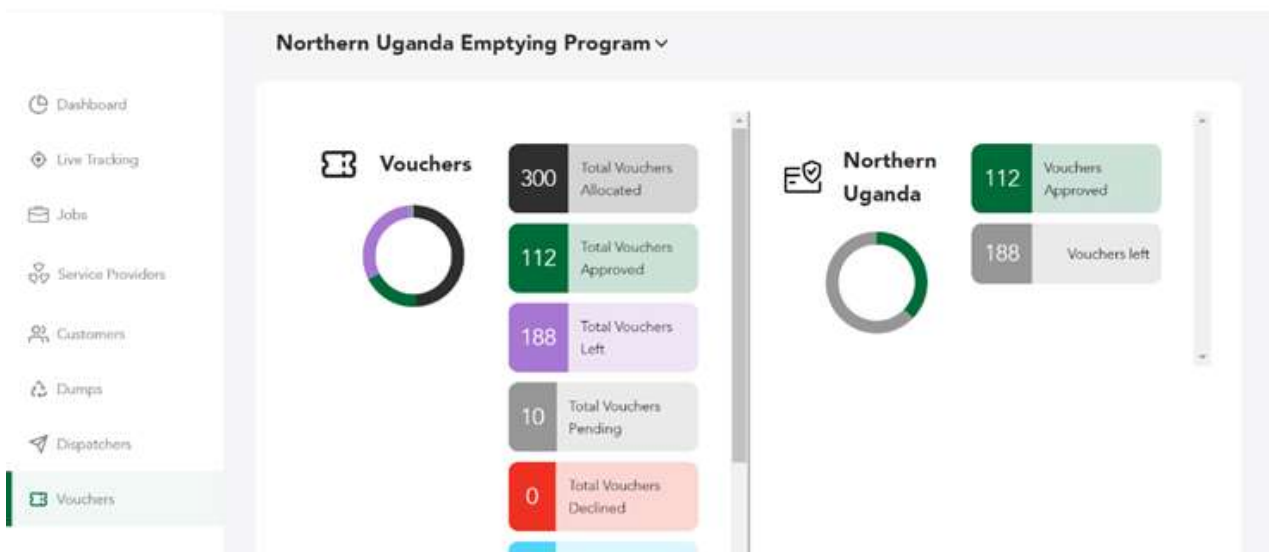 Northern Uganda Emptying Program
Dashboard
Live Tracking
Jobs
Service Providers
Customers
Dumps
Dispatchers
Vouchers
Vouchers
300
Total Vouchers
Allocated
112
Total Vouchers
Approved
188
Total Vouchers
Left
10
Total Vouchers
Pending
0
Total Vouchers
Declined
Northern
Uganda
112
Vouchers
Approved
188
Vouchers left